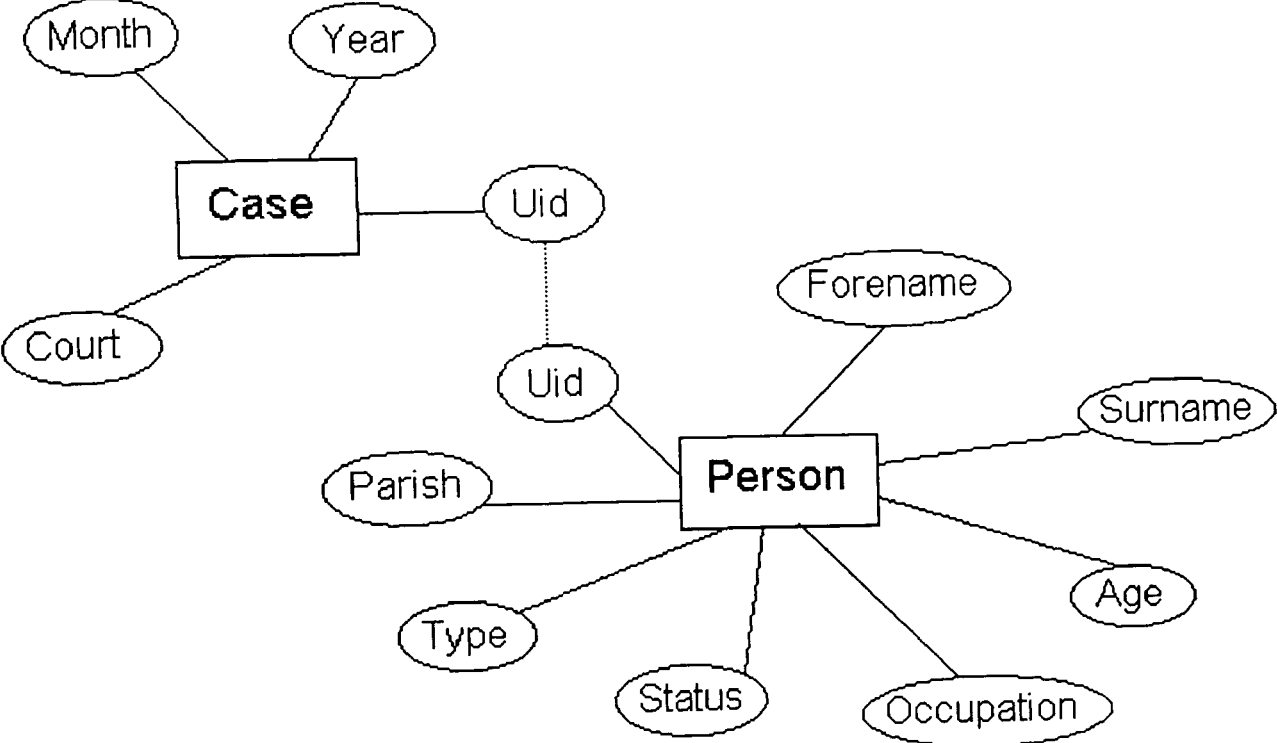 Month
Year
Case
Uid
Court
Forename
Uid
Surname
Parish
Person
Age
Type
Status
Occupation